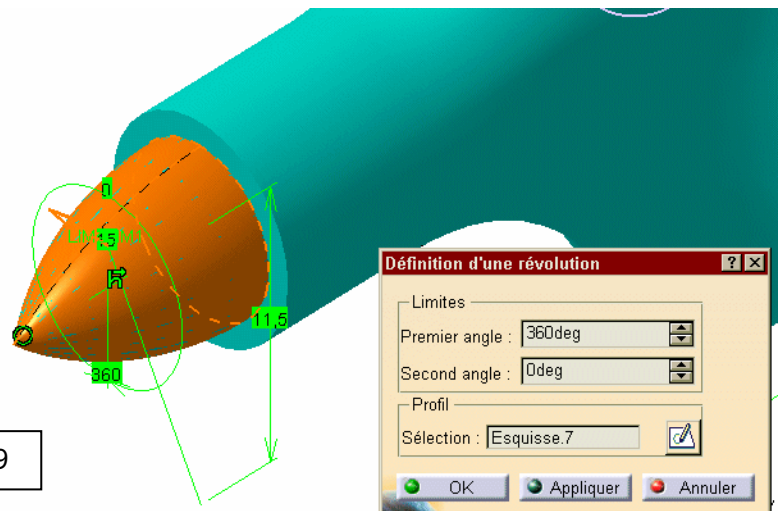 0
15
11,5
360
9
Définition d'une révolution
Limites
Premier angle : 360deg
Second angle : 0deg
Profil
Sélection : Esquisse.7
OK Appliquer Annuler